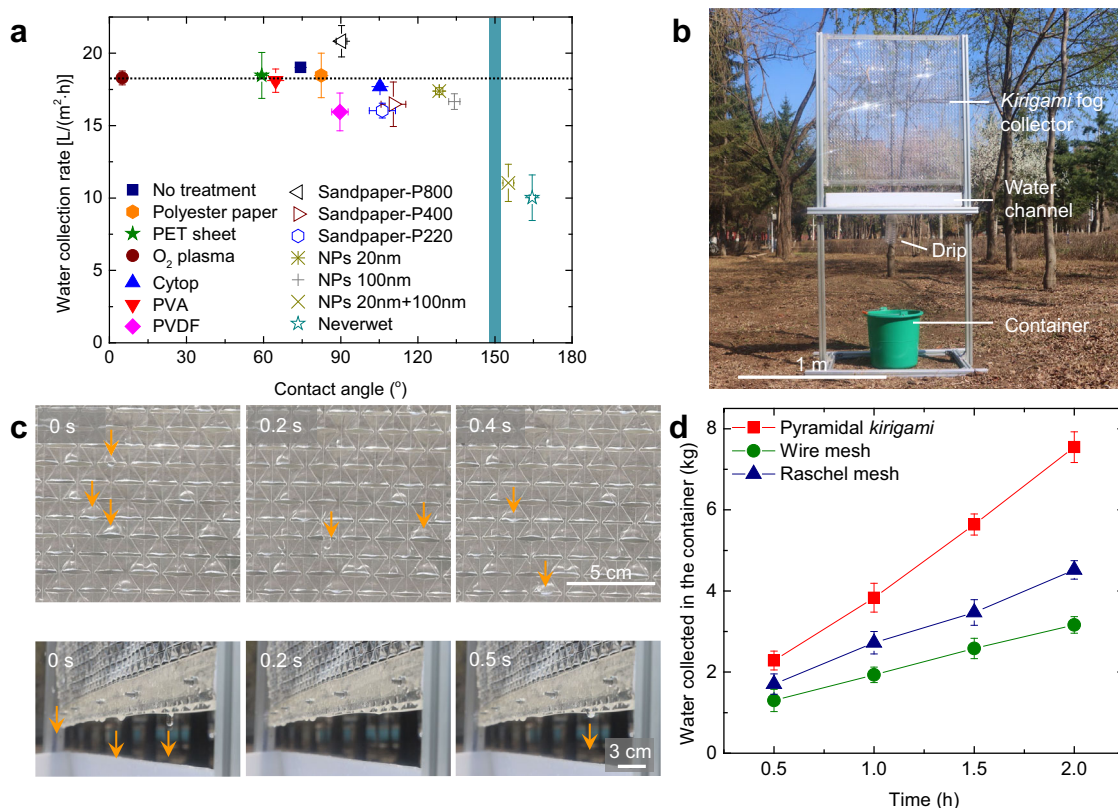 a
Water collection rate [L/(m²·h)]
20
15
10
5
0
No treatment
Polyester paper
PET sheet
O₂ plasma
Cytop
PVA
PVDF
Sandpaper-P800
Sandpaper-P400
Sandpaper-P220
NPs 20nm
NPs 100nm
NPs 20nm+100nm
Neverwet
0 30 60 90 120 150 180
Contact angle (°)
b
Kirigami fog
collector
Water
channel
Drip
Container
1 m
c
0 s
0.2 s
0.4 s
5 cm
0 s
0.2 s
0.5 s
3 cm
d
Water collected in the container (kg)
8
6
4
2
0
Pyramidal kirigami
Wire mesh
Raschel mesh
0.5 1.0 1.5 2.0
Time (h)